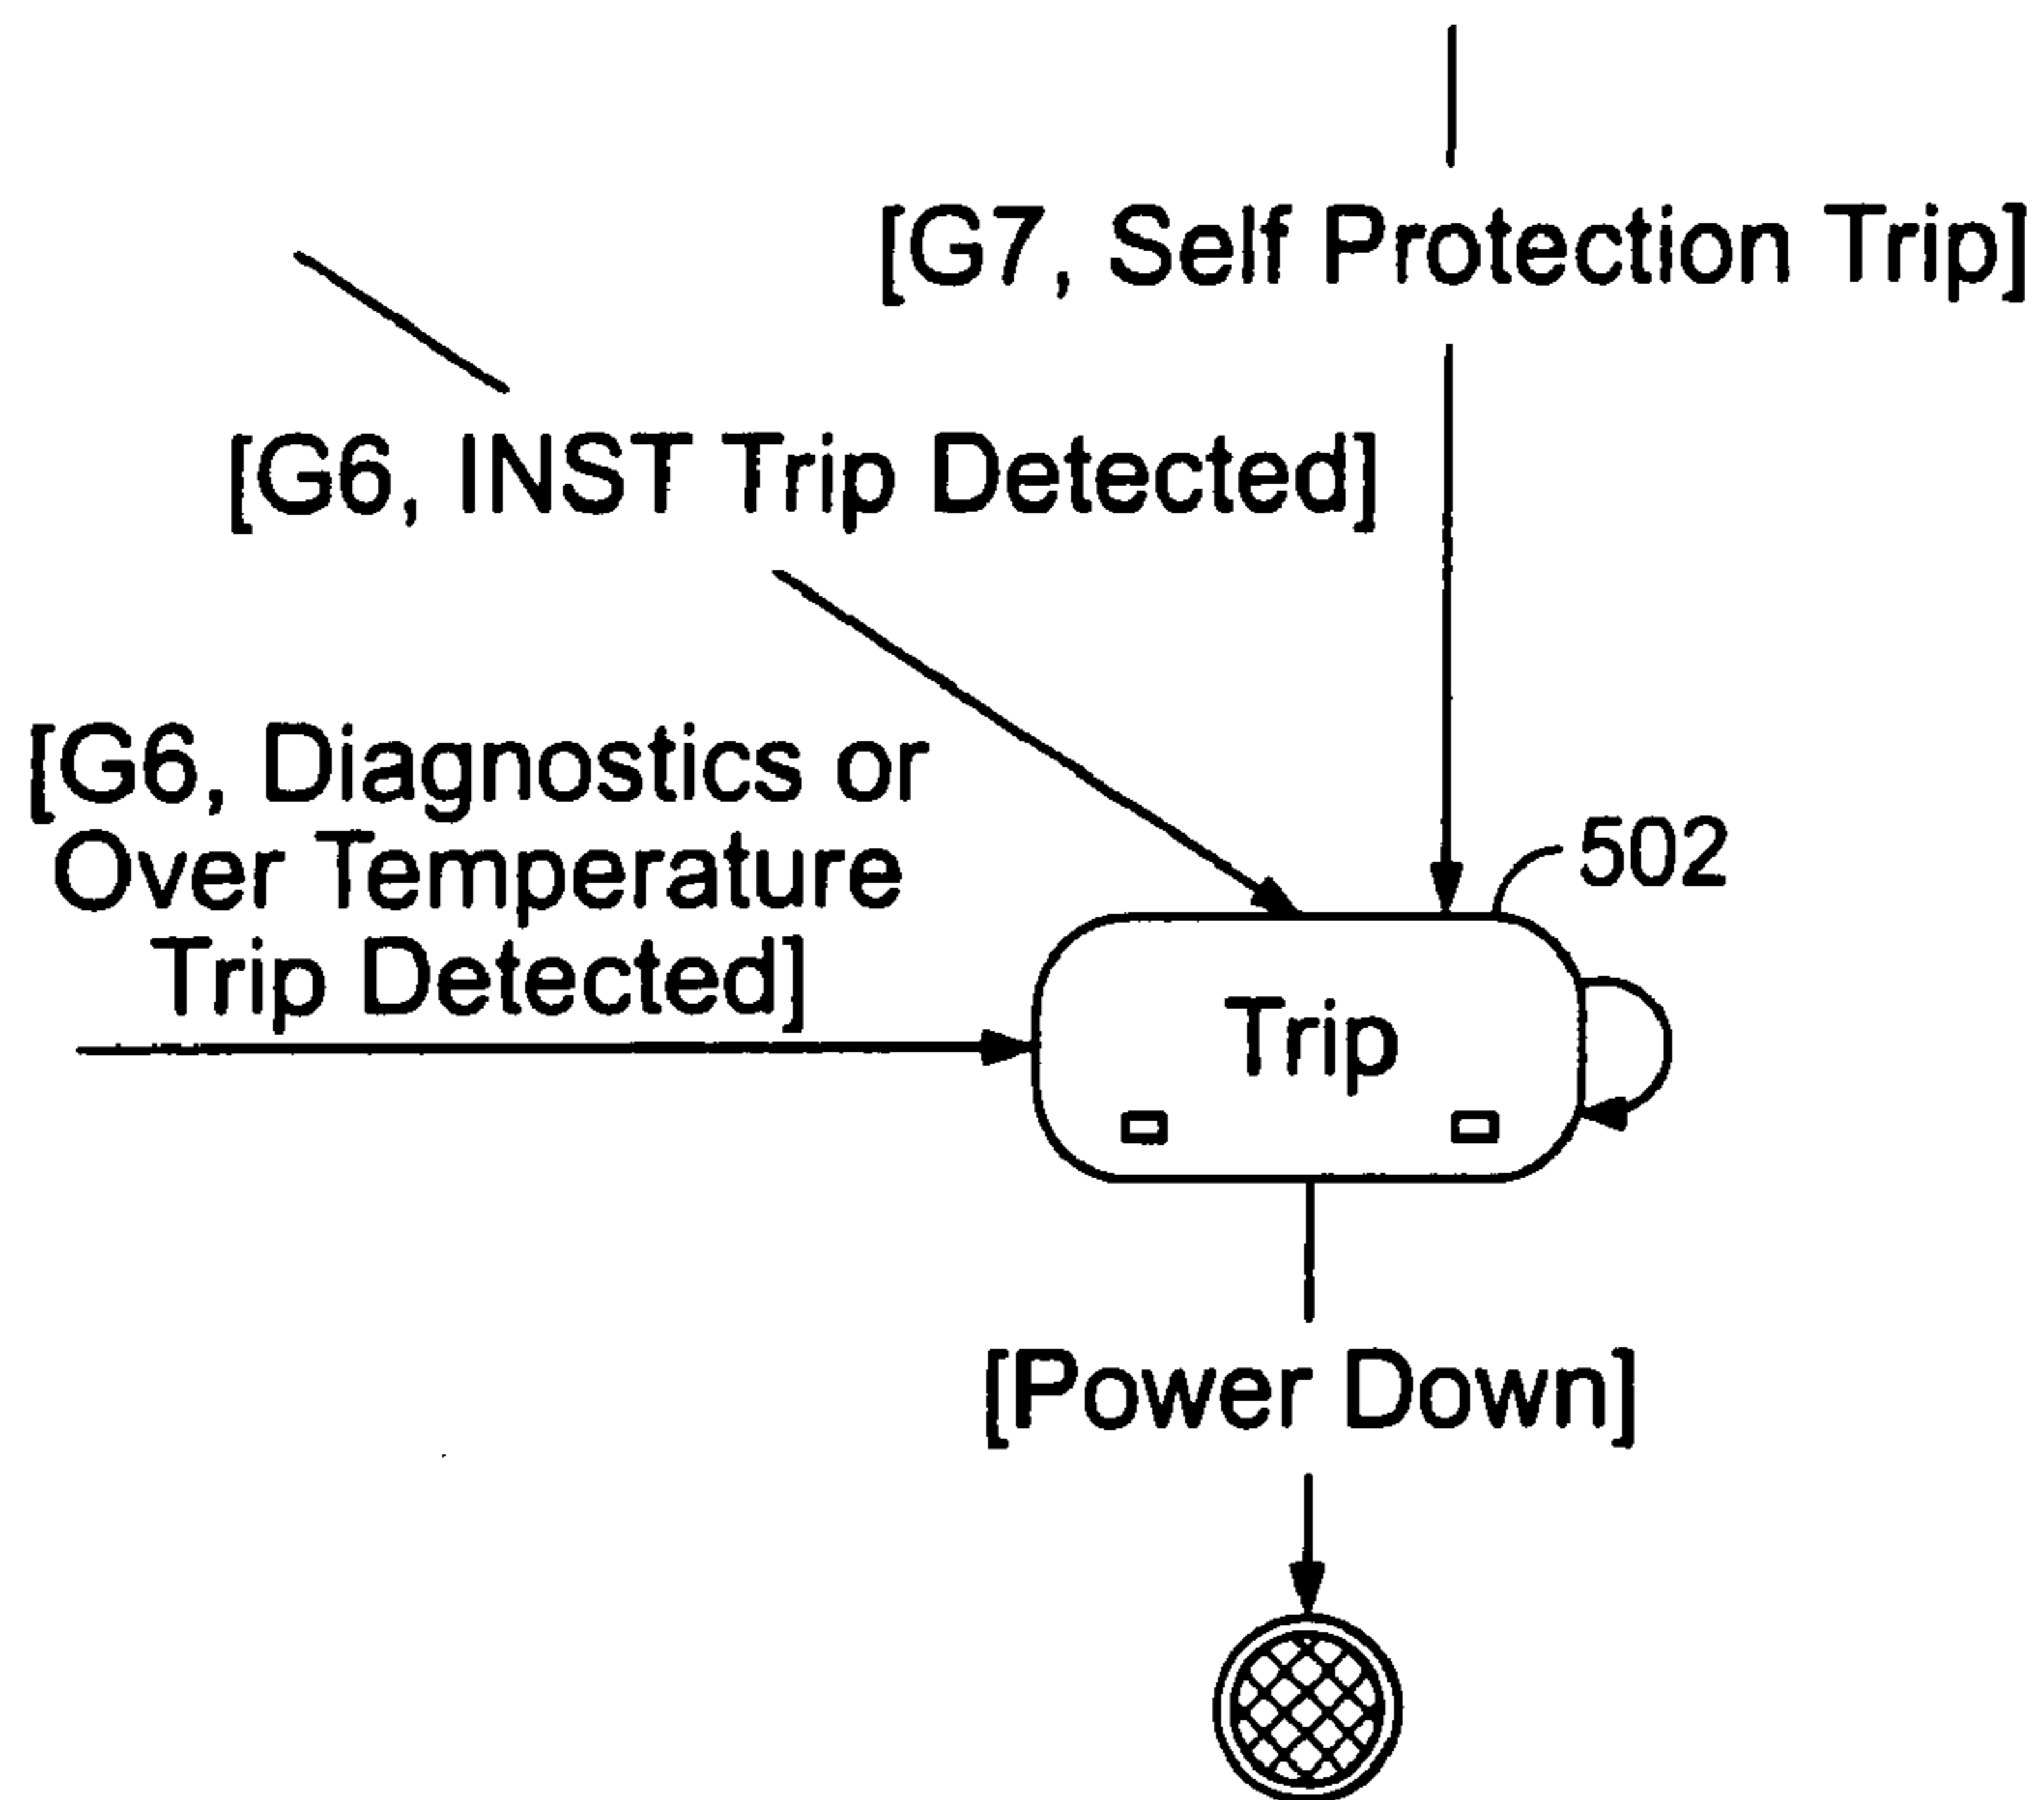 [G7, Self Protection Trip]
[G6, INST Trip Detected]
[G6, Diagnostics or
Over Temperature
Trip Detected]
502
Trip
[Power Down]